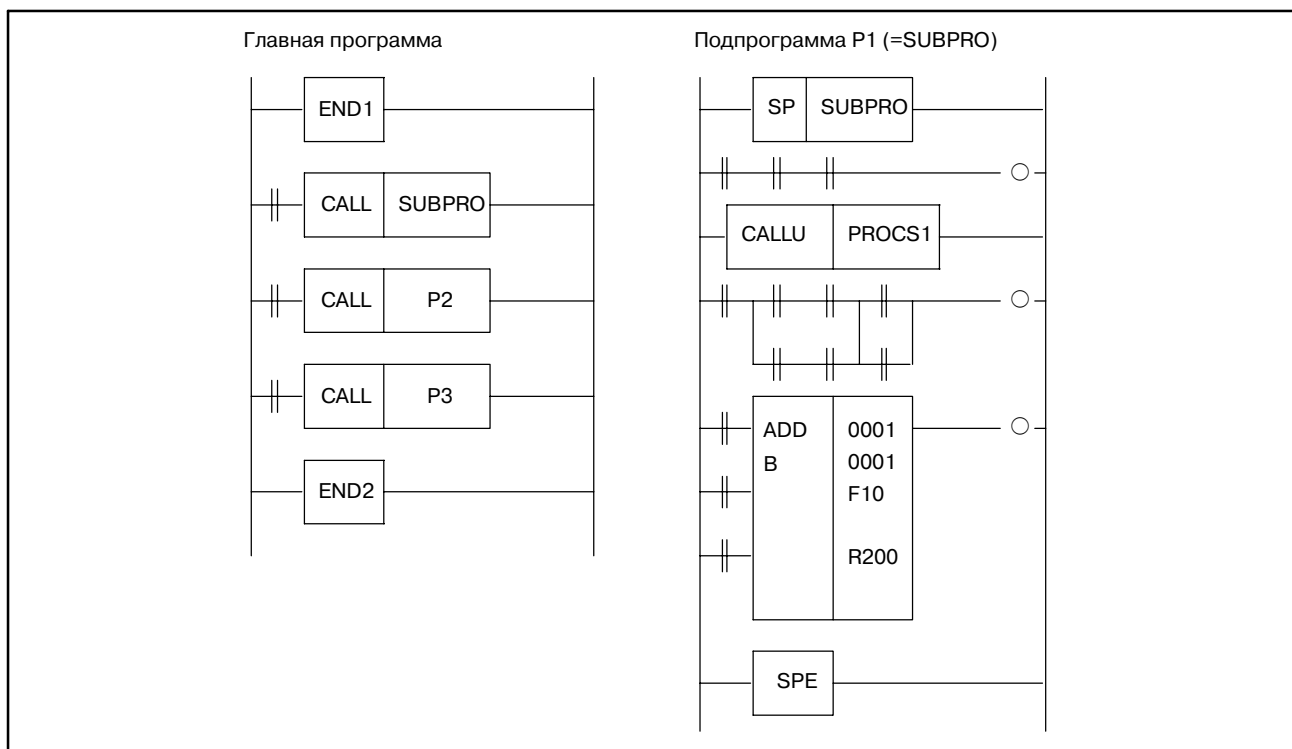 Главная программа
END1
CALL SUBPRO
CALL P2
CALL P3
END2
Подпрограмма P1 (=SUBPRO)
SP SUBPRO
CALLU PROCS1
ADD 0001
B 0001
F10
R200
SPE